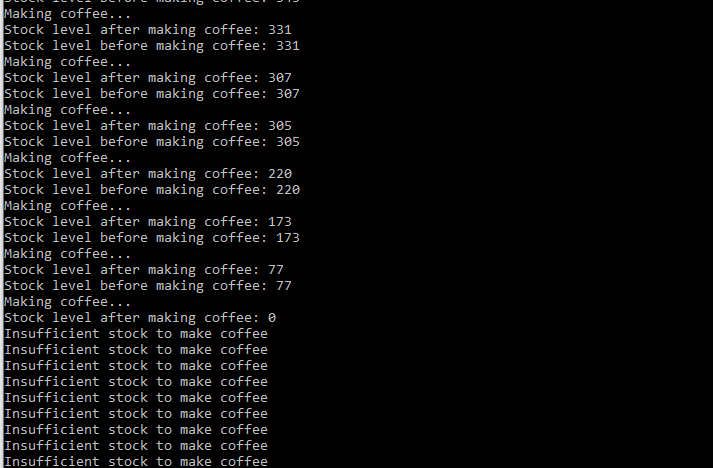 Making coffee...
Stock level after making coffee: 331
Stock level before making coffee: 331
Making coffee...
Stock level after making coffee: 307
Stock level before making coffee: 307
Making coffee...
Stock level after making coffee: 305
Stock level before making coffee: 305
Making coffee...
Stock level after making coffee: 220
Stock level before making coffee: 220
Making coffee...
Stock level after making coffee: 173
Stock level before making coffee: 173
Making coffee...
Stock level after making coffee: 77
Stock level before making coffee: 77
Making coffee...
Stock level after making coffee: 0
Insufficient stock to make coffee
Insufficient stock to make coffee
Insufficient stock to make coffee
Insufficient stock to make coffee
Insufficient stock to make coffee
Insufficient stock to make coffee
Insufficient stock to make coffee
Insufficient stock to make coffee
Insufficient stock to make coffee